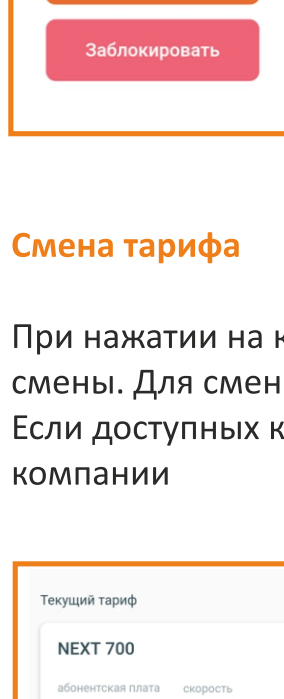 Заблокировать
Смена тарифа
При нажатии на
смены. Для смен
Если доступных
компании
Текущий тариф
NEXT 700
абонентская плата скорость